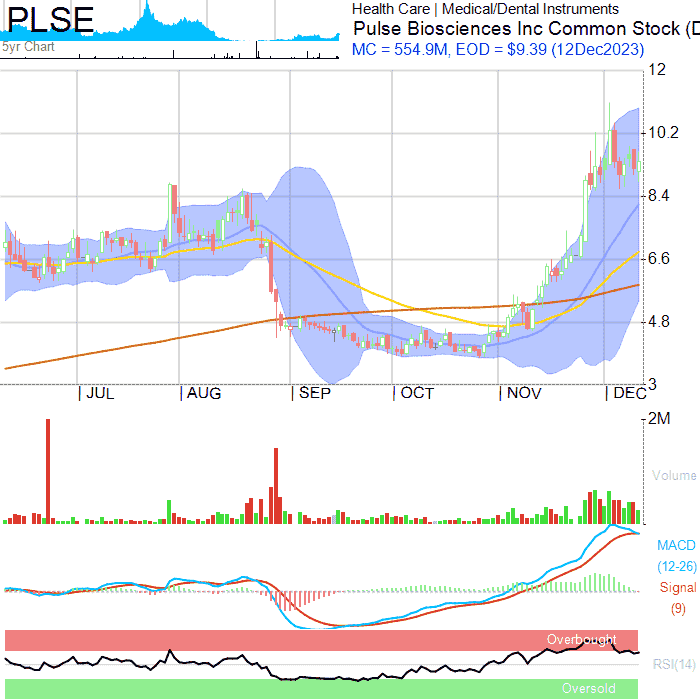 PLSE
5yr Chart
Health Care | Medical/Dental Instruments
Pulse Biosciences Inc Common Stock (D
MC = 554.9M, EOD = $9.39 (12Dec2023)
12
10.2
8.4
6.6
4.8
3
JUL AUG SEP OCT NOV DEC
2M
Volume
MACD
(12-26)
Signal
(9)
Overbought
RSI(14)
Oversold